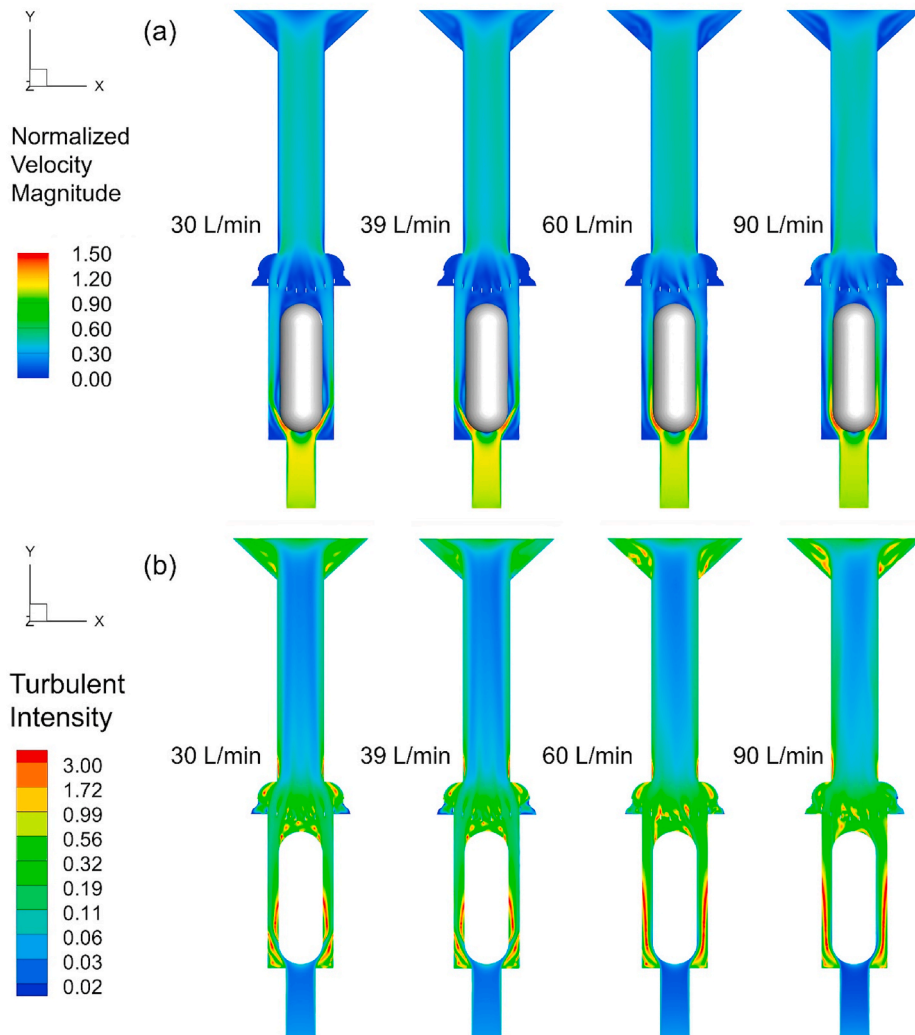 Y
(a)
Z
X
Normalized
Velocity
Magnitude
30 L/min
39 L/min
60 L/min
90 L/min
1.50
1.20
0.90
0.60
0.30
0.00
Y
(b)
Z
X
Turbulent
Intensity
30 L/min
39 L/min
60 L/min
90 L/min
3.00
1.72
0.99
0.56
0.32
0.19
0.11
0.06
0.03
0.02